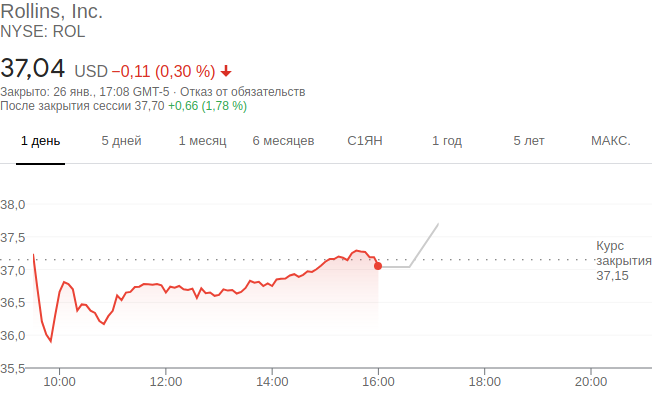 Rollins, Inc.
NYSE: ROL
37,04 USD −0,11 (0,30 %)
Закрыто: 26 янв., 17:08 GMT-5 · Отказ от обязательств
После закрытия сессии 37,70 +0,66 (1,78 %)
1 день 5 дней 1 месяц 6 месяцев С1ЯН 1 год 5 лет МАКС.
38,0
37,5
Курс
закрытия
37,15
37,0
36,5
36,0
35,5
10:00 12:00 14:00 16:00 18:00 20:00